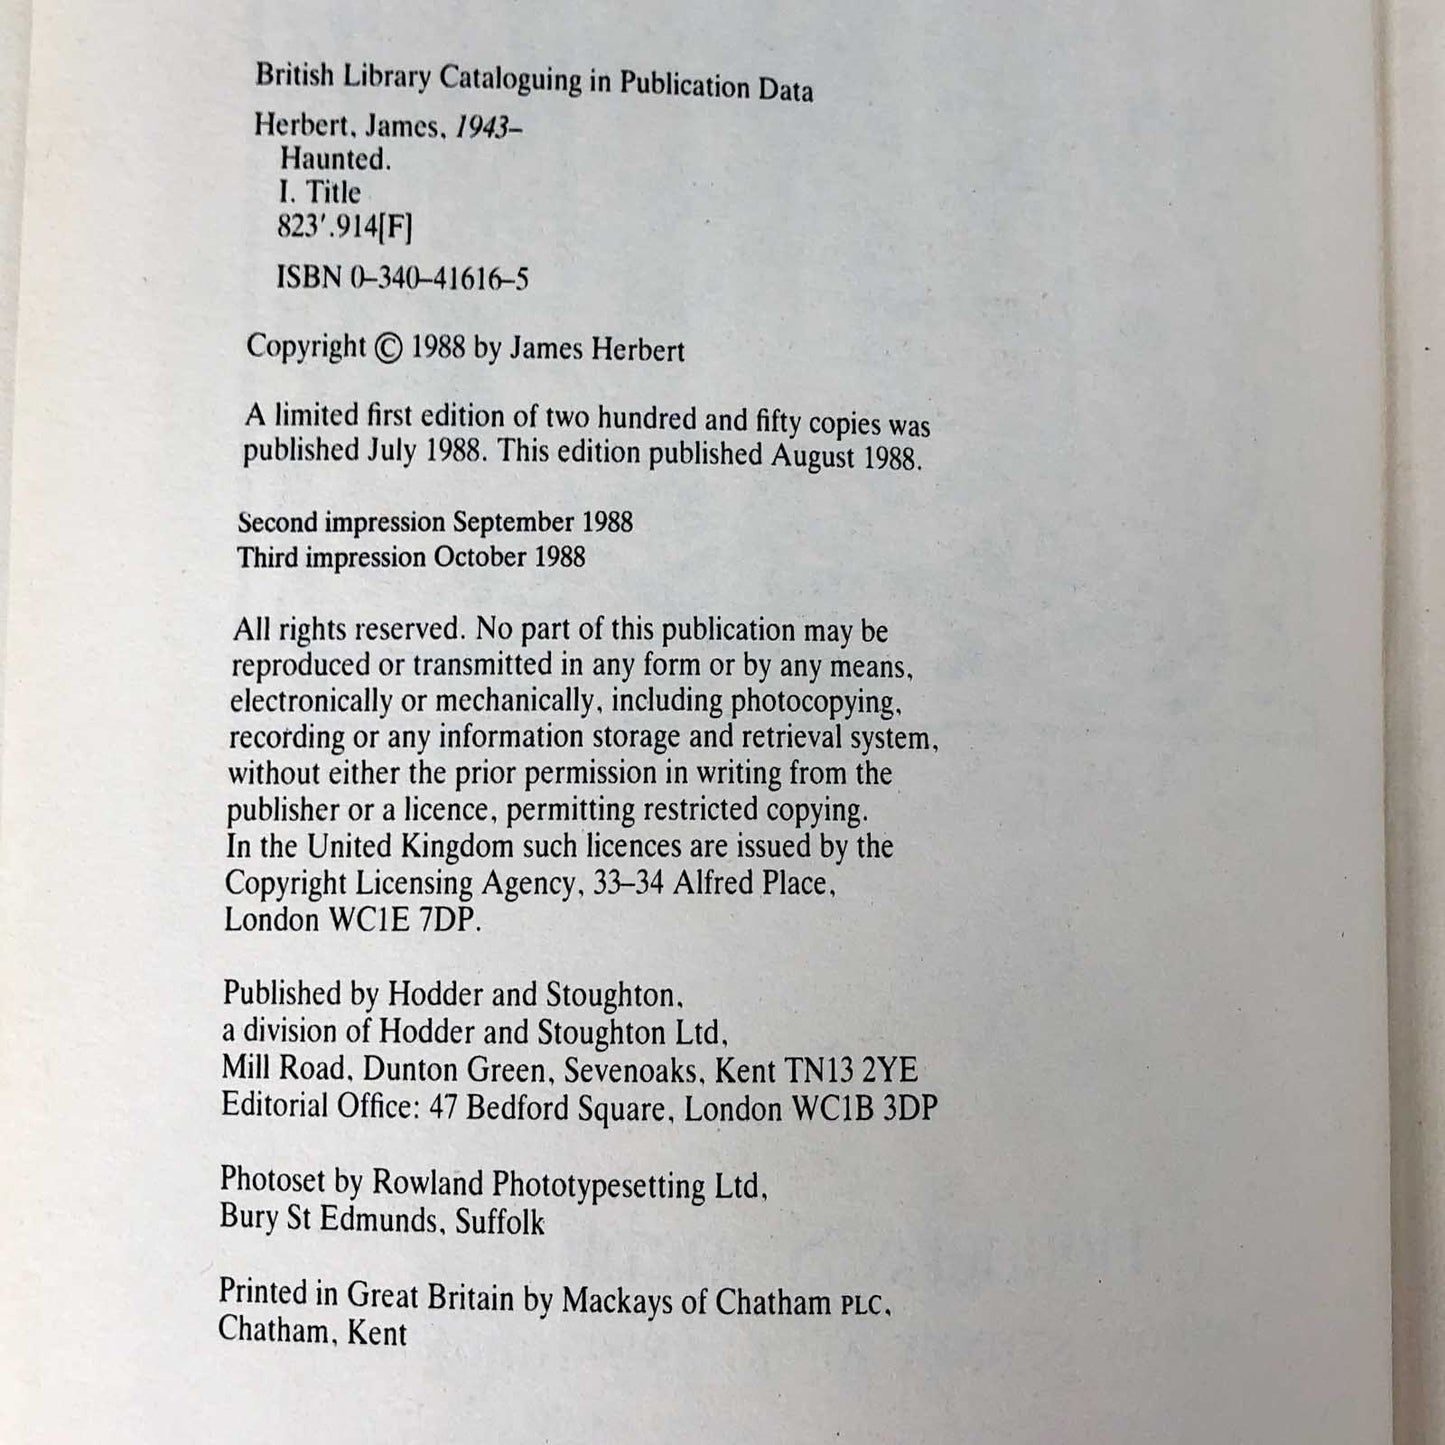 British Library Cataloguing in Publication Data
Herbert, James, 1943–
Haunted.
I. Title
823′.914[F]
ISBN 0–340–41616–5
Copyright © 1988 by James Herbert
A limited first edition of two hundred and fifty copies was
published July 1988. This edition published August 1988.
Second impression September 1988
Third impression October 1988
All rights reserved. No part of this publication may be
reproduced or transmitted in any form or by any means,
electronically or mechanically, including photocopying,
recording or any information storage and retrieval system,
without either the prior permission in writing from the
publisher or a licence, permitting restricted copying.
In the United Kingdom such licences are issued by the
Copyright Licensing Agency, 33–34 Alfred Place,
London WC1E 7DP.
Published by Hodder and Stoughton,
a division of Hodder and Stoughton Ltd,
Mill Road, Dunton Green, Sevenoaks, Kent TN13 2YE
Editorial Office: 47 Bedford Square, London WC1B 3DP
Photoset by Rowland Phototypesetting Ltd,
Bury St Edmunds, Suffolk
Printed in Great Britain by Mackays of Chatham PLC,
Chatham, Kent